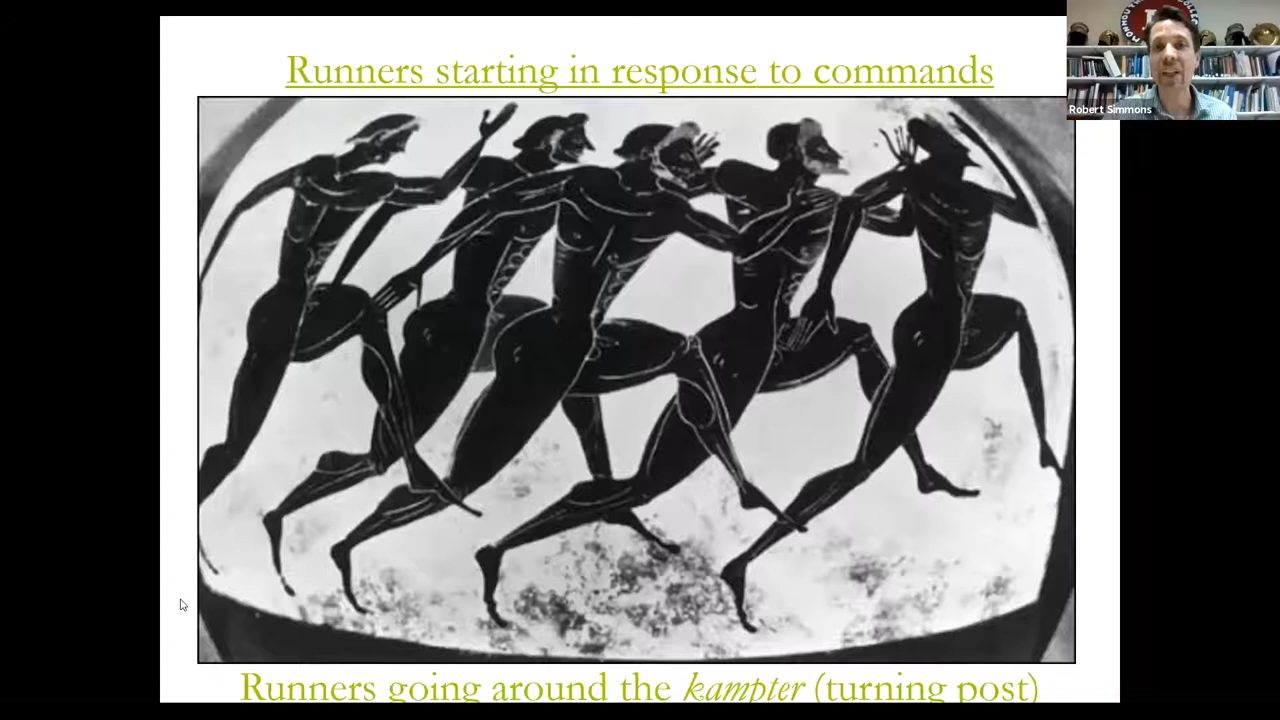 Runners starting in response to commands
Robert Simmons
Runners going around the kampter (turning post)